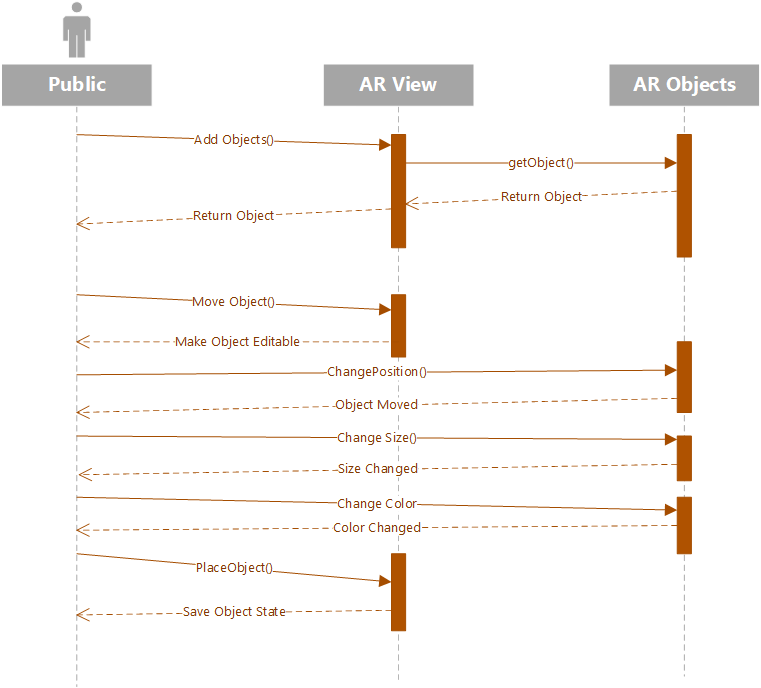 Public
AR View
AR Objects
Add Objects()
getObject()
Return Object
Return Object
Move Object()
Make Object Editable
ChangePosition()
Object Moved
Change Size()
Size Changed
Change Color
Color Changed
PlaceObject()
Save Object State